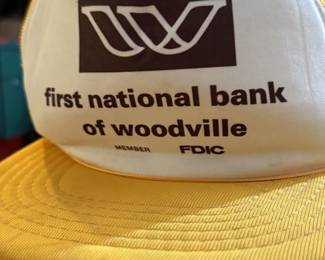 W
first national bank
of woodville
MEMBER FDIC